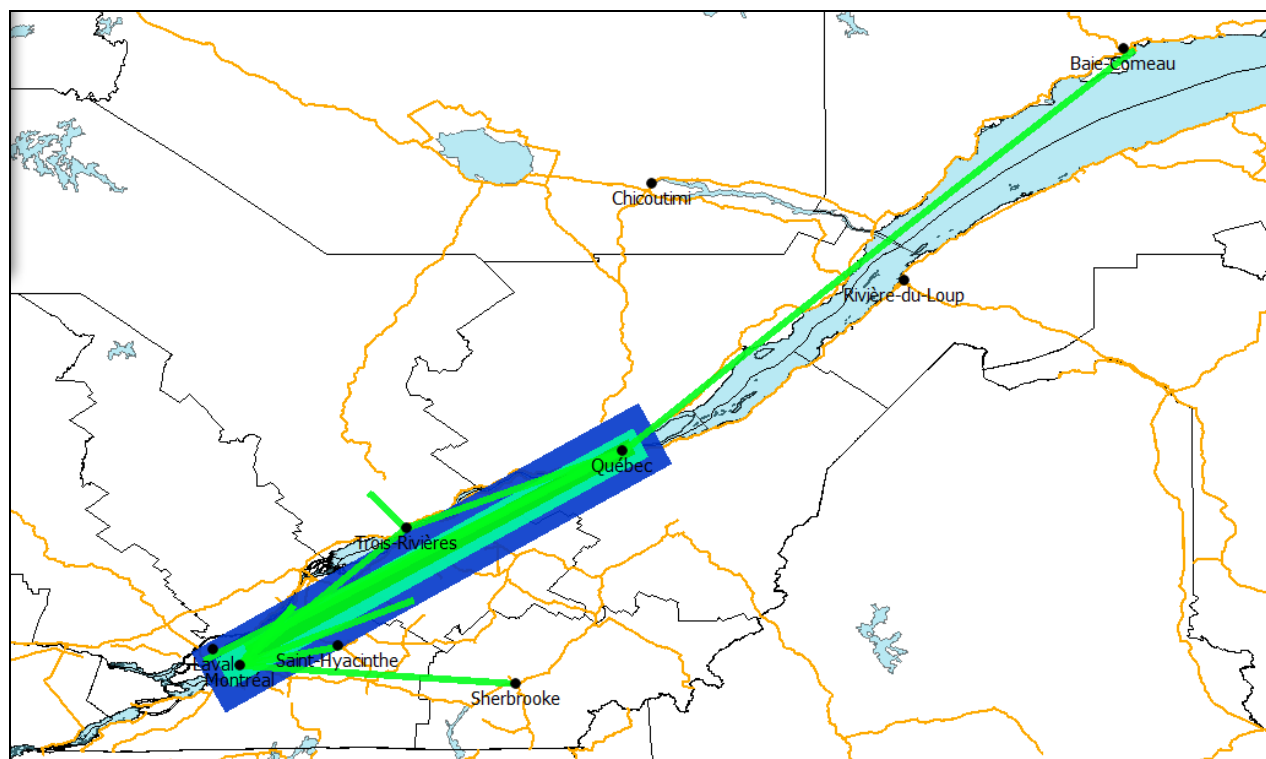 Baie-Comeau
Chicoutimi
Rivière-du-Loup
Québec
Trois-Rivières
Laval
Saint-Hyacinthe
Montréal
Sherbrooke